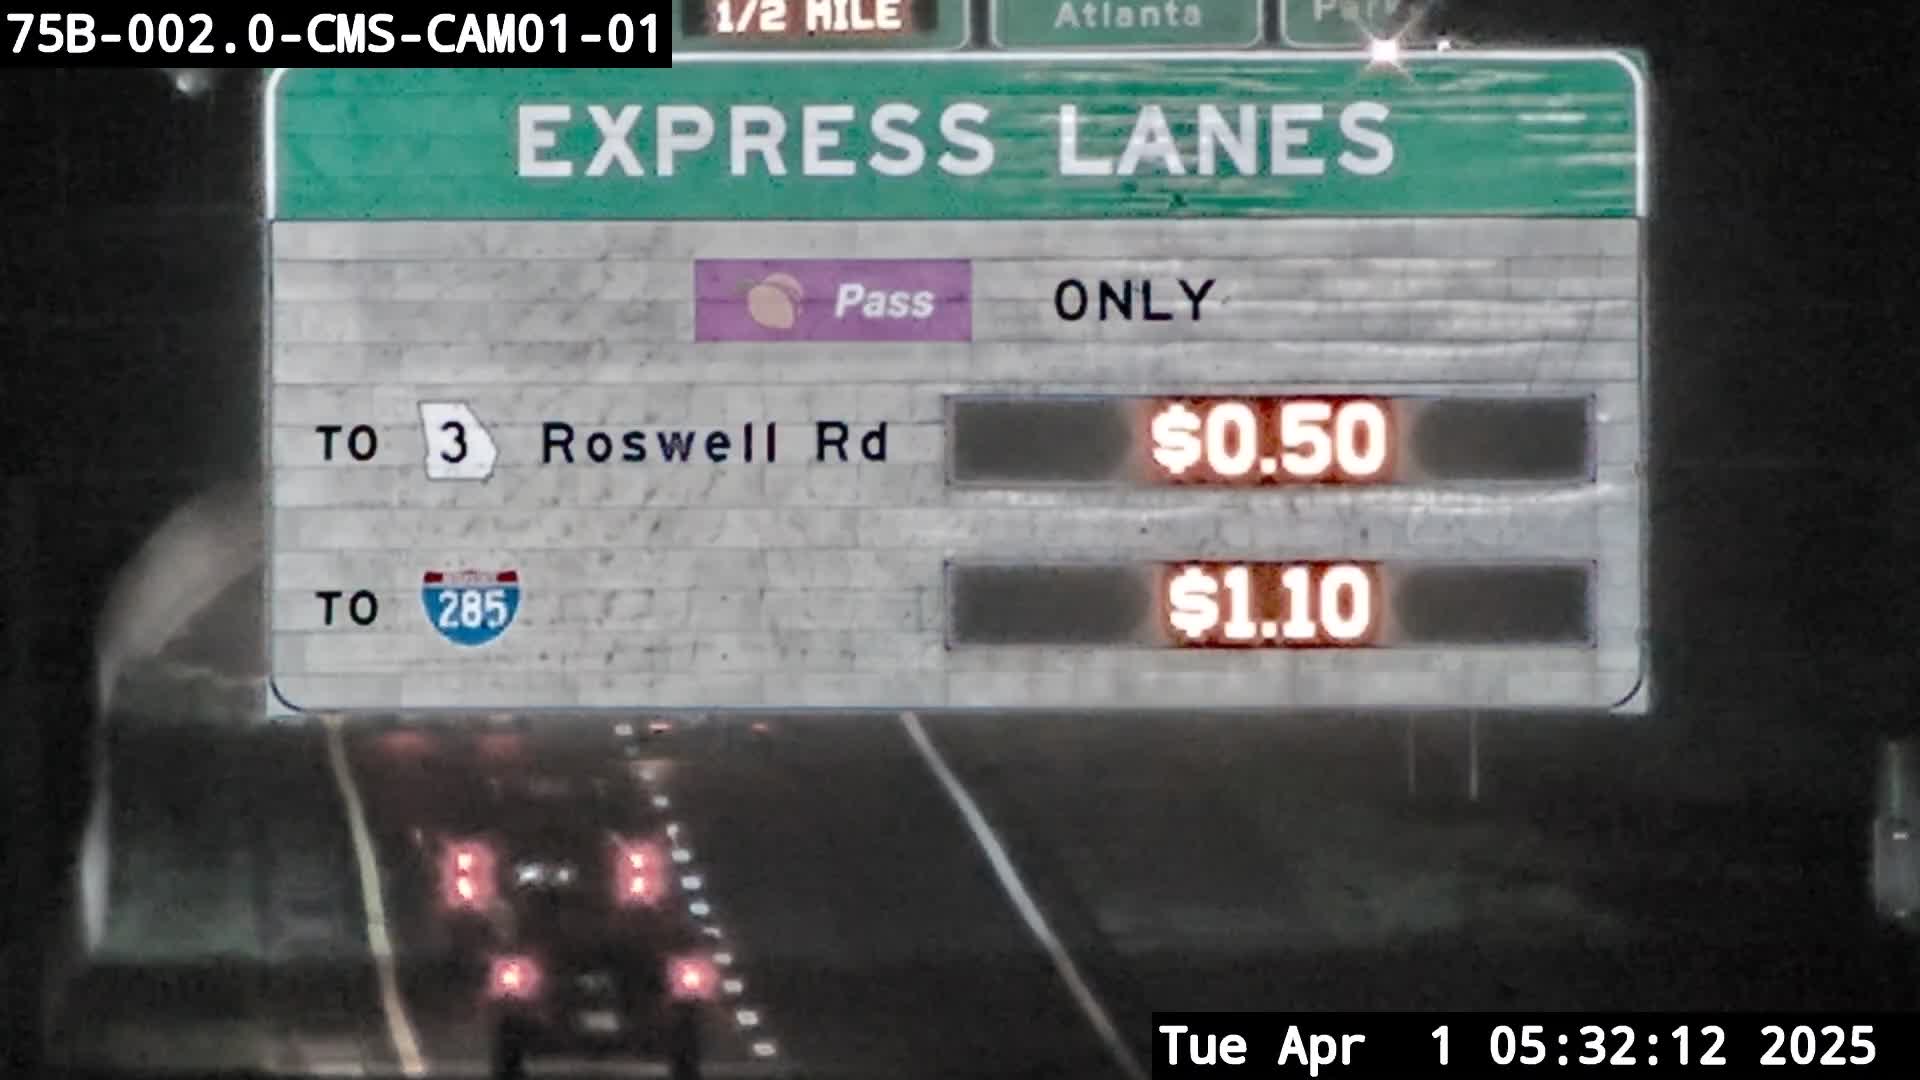 75B-002.0-CMS-CAM01-01
1/2 MILE
Atlanta
Park
EXPRESS LANES
Pass ONLY
TO 3 Roswell Rd $0.50
TO 285 $1.10
Tue Apr 1 05:32:12 2025